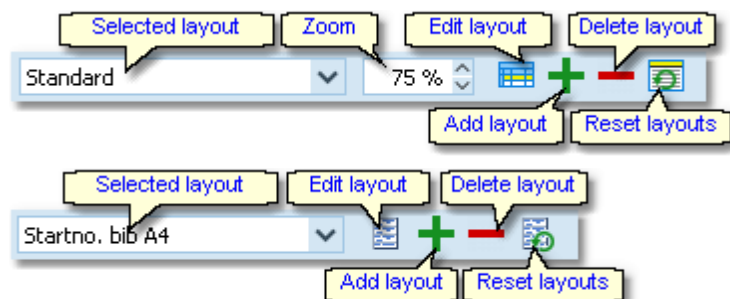 Selected layout
Zoom
Edit layout
Delete layout
Standard
75 %
Add layout
Reset layouts
Selected layout
Edit layout
Delete layout
Startno. bib A4
Add layout
Reset layouts